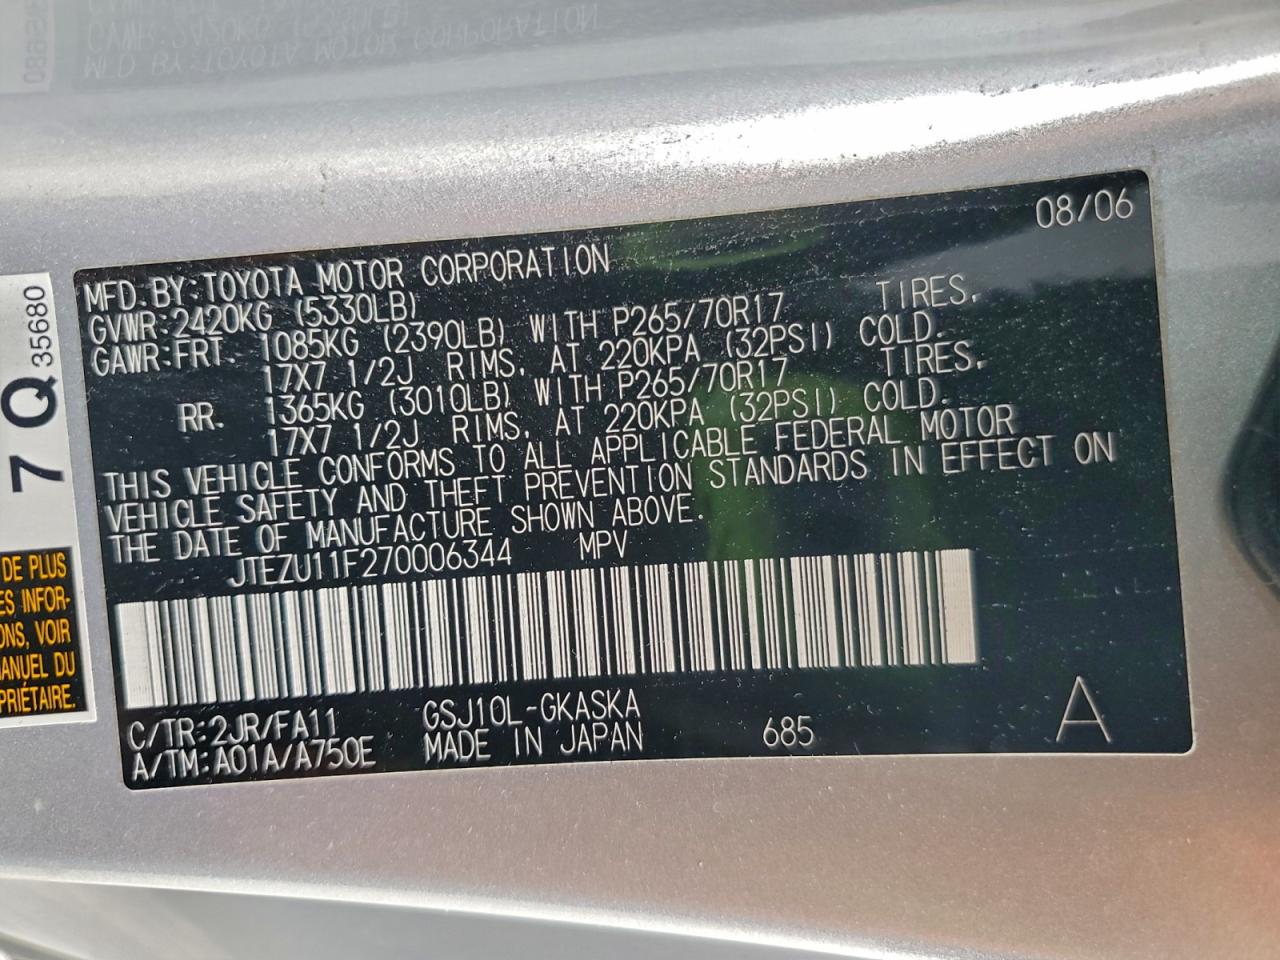 08/06
MFD. BY: TOYOTA MOTOR CORPORATION
GVWR: 2420KG (5330LB)
GAWR: FRT. 1085KG (2390LB) WITH P265/70R17 TIRES,
17X7 1/2J RIMS, AT 220KPA (32PSI) COLD.
RR. 1365KG (3010LB) WITH P265/70R17 TIRES,
17X7 1/2J RIMS, AT 220KPA (32PSI) COLD.
THIS VEHICLE CONFORMS TO ALL APPLICABLE FEDERAL MOTOR
VEHICLE SAFETY AND THEFT PREVENTION STANDARDS IN EFFECT ON
THE DATE OF MANUFACTURE SHOWN ABOVE.
JTEZU11F270006344 MPV
C/TR: 2JR/FA11 GSJ10L-GKASKA
A/TM: A01A/A750E MADE IN JAPAN 685 A
7 Q 35680
DE PLUS
ES INFOR-
ONS, VOIR
MANUEL DU
PRIÉTAIRE.